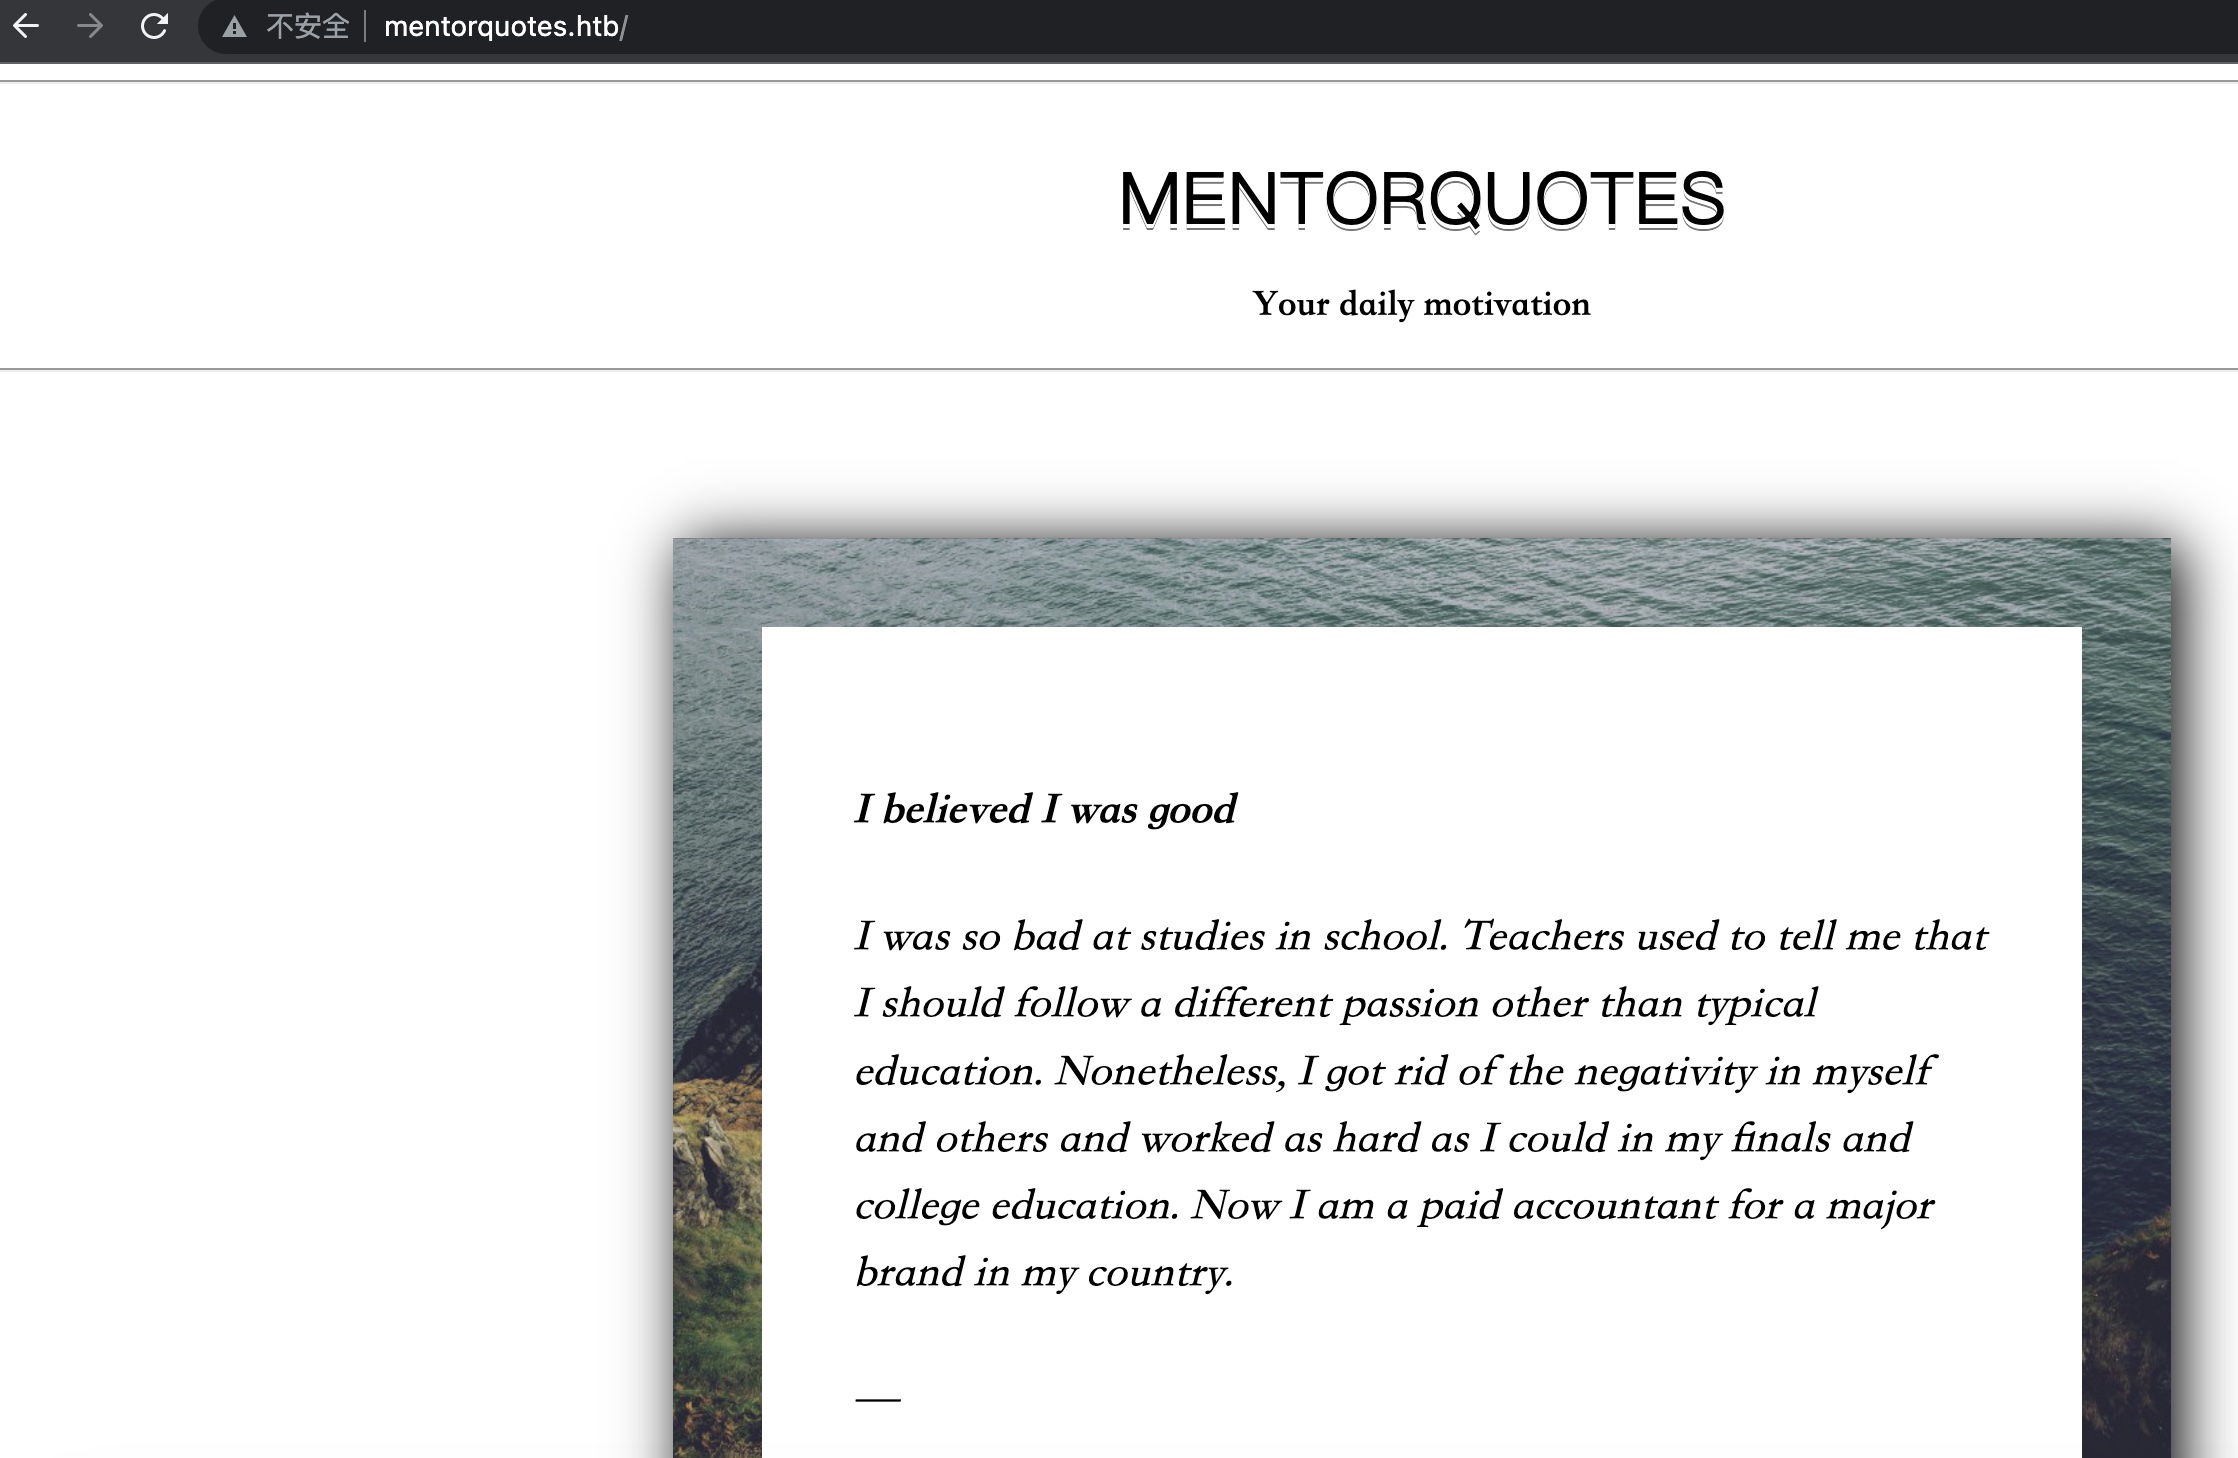 不安全 mentorquotes.htb/
MENTORQUOTES
Your daily motivation
I believed I was good
I was so bad at studies in school. Teachers used to tell me that
I should follow a different passion other than typical
education. Nonetheless, I got rid of the negativity in myself
and others and worked as hard as I could in my finals and
college education. Now I am a paid accountant for a major
brand in my country.
—